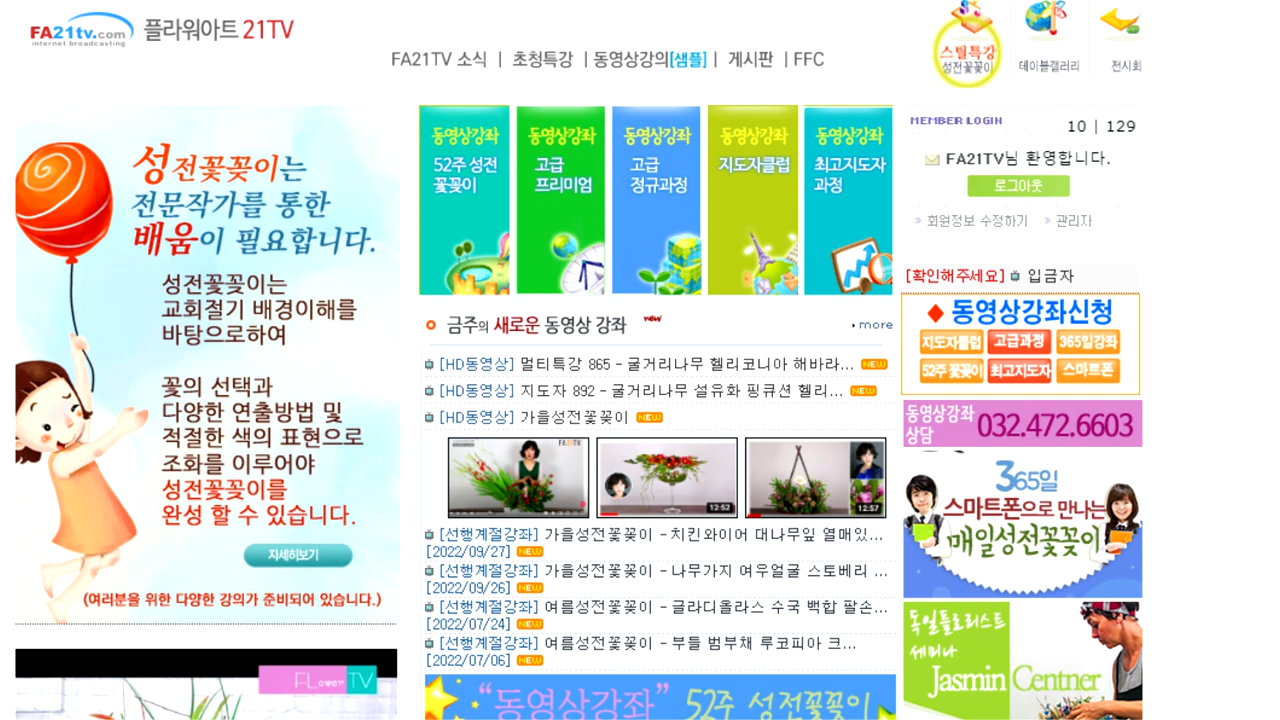 FA21tv.com 플라워아트 21TV
internet broadcasting
FA21TV 소식 | 초청특강 | 동영상강의[샘플] | 게시판 | FFC
스틸특강
성전꽃꽂이
테이블갤러리
전시회
성전꽃꽂이는
전문작가를 통한
배움이 필요합니다.
성전꽃꽂이는
교회절기 배경이해를
바탕으로하여
꽃의 선택과
다양한 연출방법 및
적절한 색의 표현으로
조화를 이루어야
성전꽃꽂이를
완성 할 수 있습니다.
자세히보기
(여러분을 위한 다양한 강의가 준비되어 있습니다.)
FLower TV
동영상강좌
52주 성전
꽃꽂이
동영상강좌
고급
프리미엄
동영상강좌
고급
정규과정
동영상강좌
지도자클럽
동영상강좌
최고지도자
과정
금주의 새로운 동영상 강좌 new
more
[HD동영상] 멀티특강 865 - 굴거리나무 헬리코니아 해바라... NEW
[HD동영상] 지도자 892 - 굴거리나무 설유화 핑큐션 헬리... NEW
[HD동영상] 가을성전꽃꽂이 NEW
FA21TV
12:52
12:57
[선행계절강좌] 가을성전꽃꽂이 - 치킨와이어 대나무잎 열매있...
[2022/09/27] NEW
[선행계절강좌] 가을성전꽃꽂이 - 나무가지 여우얼굴 스토베리 ...
[2022/09/26] NEW
[선행계절강좌] 여름성전꽃꽂이 - 글라디올라스 수국 백합 팔손...
[2022/07/24] NEW
[선행계절강좌] 여름성전꽃꽂이 - 부들 범부채 루코피아 크...
[2022/07/06] NEW
“동영상강좌” 52주 성전꽃꽂이
MEMBER LOGIN
10 | 129
FA21TV님 환영합니다.
로그아웃
» 회원정보 수정하기 » 관리자
[확인해주세요] 입금자
◆ 동영상강좌신청
지도자클럽 고급과정 365일강좌
52주 꽃꽂이 최고지도자 스마트폰
동영상강좌
상담 032.472.6603
365일
스마트폰으로 만나는
매일성전꽃꽂이
독일플로리스트
세미나
Jasmin Centner